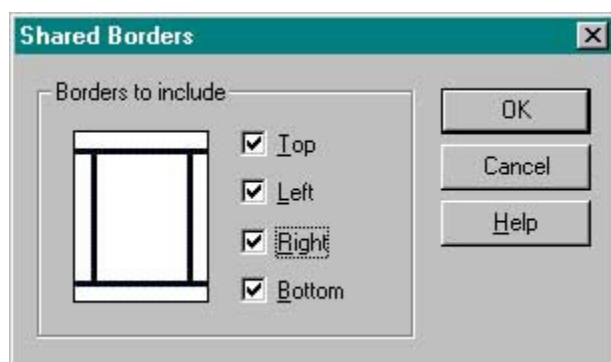 Shared Borders
Borders to include
Top
Left
Right
Bottom
OK
Cancel
Help